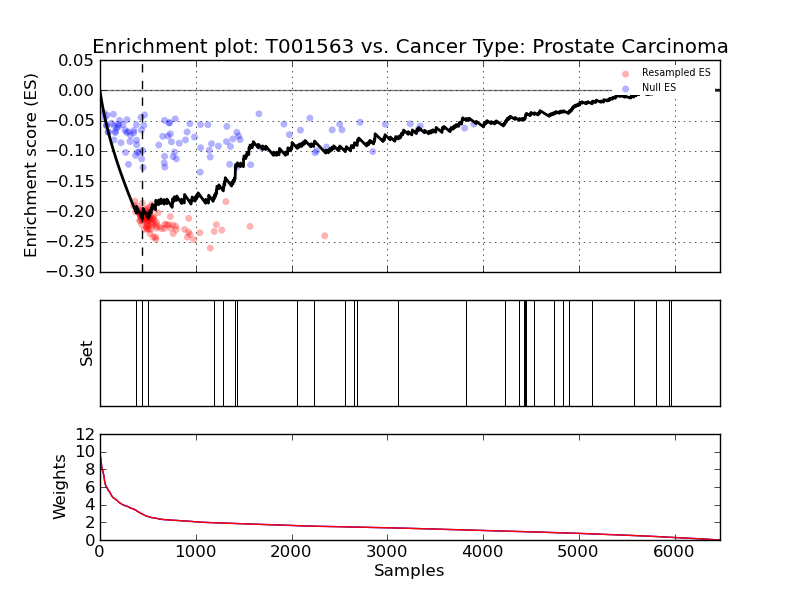 Enrichment plot: T001563 vs. Cancer Type: Prostate Carcinoma
Enrichment score (ES)
0.05
0.00
−0.05
−0.10
−0.15
−0.20
−0.25
−0.30
Resampled ES
Null ES
Set
Weights
12
10
8
6
4
2
0
0 1000 2000 3000 4000 5000 6000
Samples